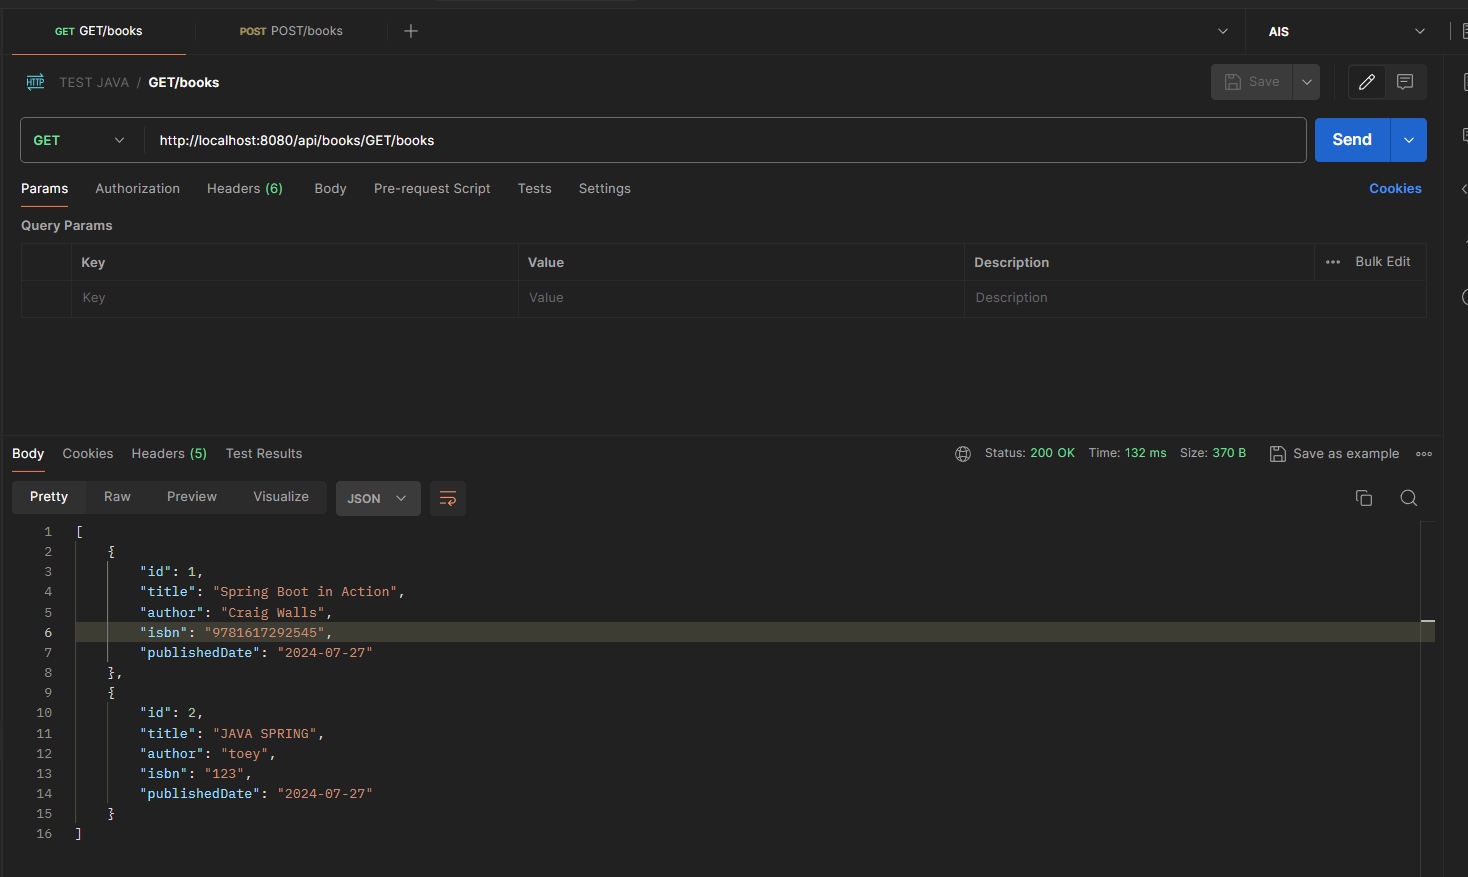 GET GET/books POST POST/books AIS
HTTP TEST JAVA / GET/books Save
GET http://localhost:8080/api/books/GET/books Send
Params Authorization Headers (6) Body Pre-request Script Tests Settings Cookies
Query Params
Key Value Description ••• Bulk Edit
Key Value Description
Body Cookies Headers (5) Test Results Status: 200 OK Time: 132 ms Size: 370 B Save as example
Pretty Raw Preview Visualize JSON
1 [
2 {
3 "id": 1,
4 "title": "Spring Boot in Action",
5 "author": "Craig Walls",
6 "isbn": "9781617292545",
7 "publishedDate": "2024-07-27"
8 },
9 {
10 "id": 2,
11 "title": "JAVA SPRING",
12 "author": "toey",
13 "isbn": "123",
14 "publishedDate": "2024-07-27"
15 }
16 ]